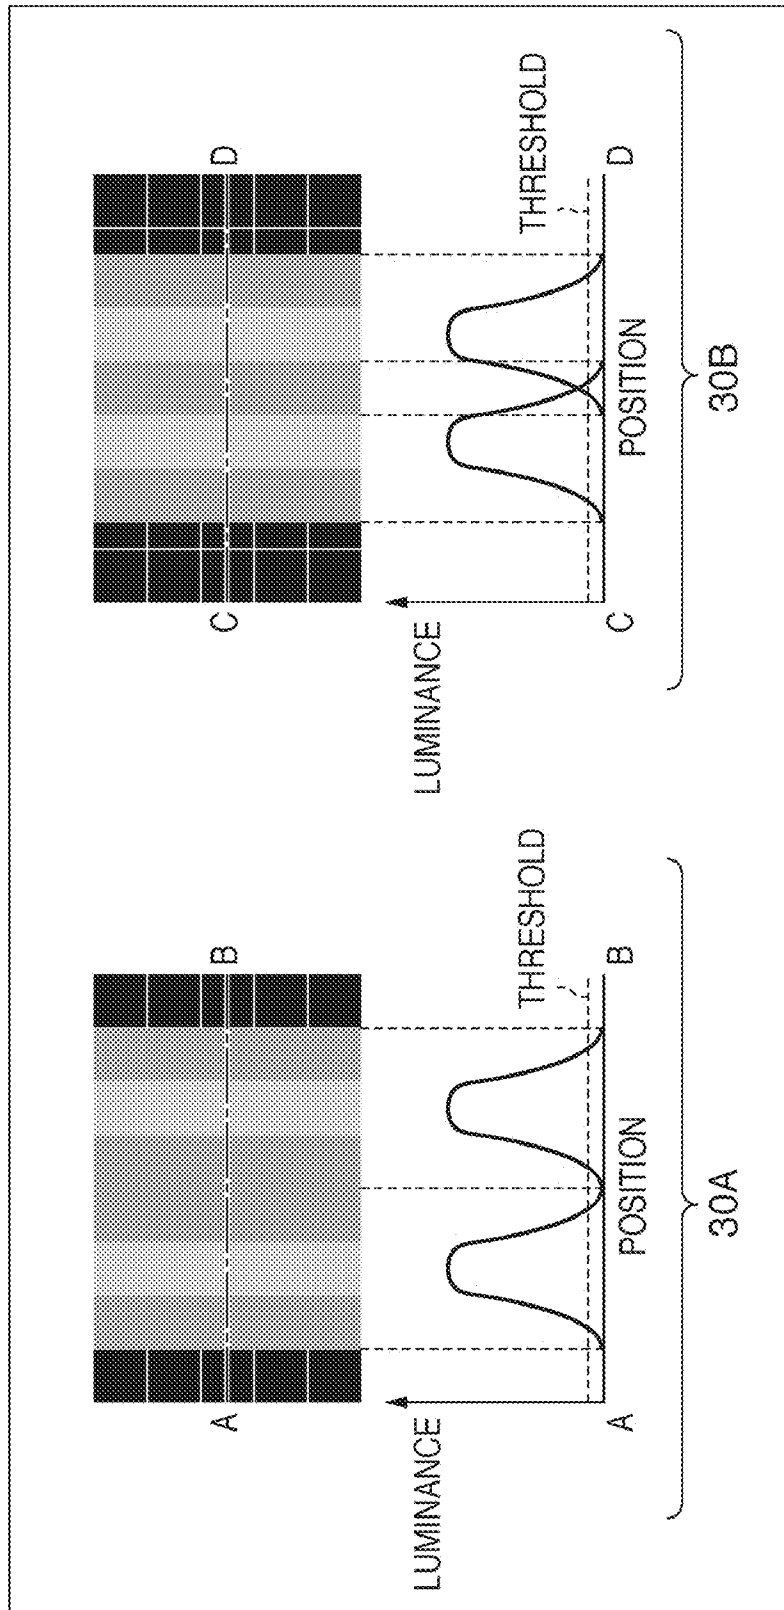 A
B
LUMINANCE
THRESHOLD
A
B
POSITION
30A
C
D
LUMINANCE
THRESHOLD
C
D
POSITION
30B